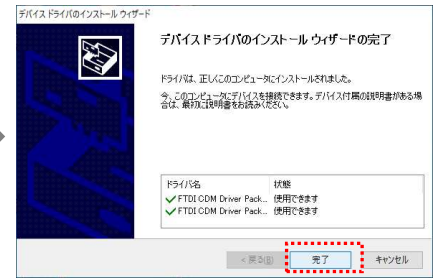 デバイス ドライバのインストール ウィザード
デバイス ドライバのインストール ウィザードの完了
ドライバは、正しくこのコンピュータにインストールされました。
今、このコンピュータにデバイスを接続できます。デバイス付属の説明書がある場
合は、最初に説明書をお読みください。
ドライバ名 状態
FTDI CDM Driver Pack... 使用できます
FTDI CDM Driver Pack... 使用できます
< 戻る(B) 完了 キャンセル